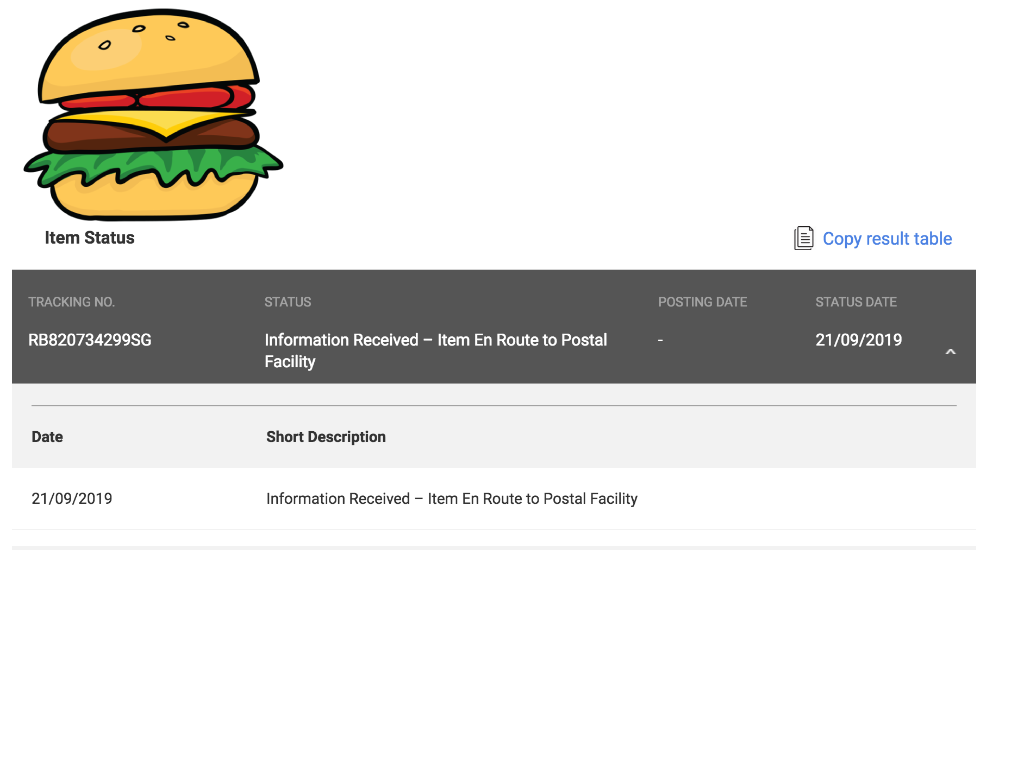 Item Status
Copy result table
TRACKING NO. STATUS POSTING DATE STATUS DATE
RB820734299SG Information Received – Item En Route to Postal - 21/09/2019
Facility
Date Short Description
21/09/2019 Information Received – Item En Route to Postal Facility